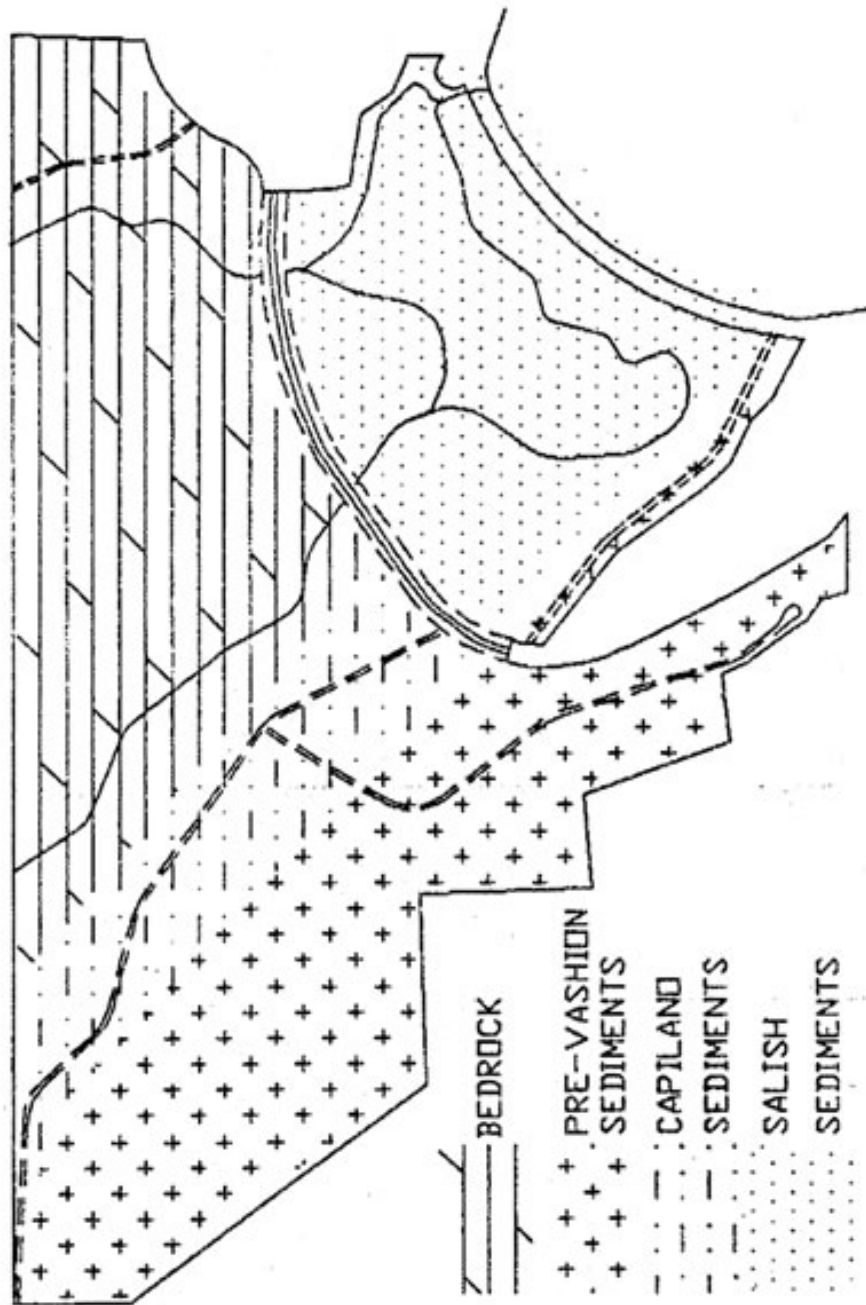 BEDROCK
PRE-VASHION
SEDIMENTS
CAPILAND
SEDIMENTS
SALISH
SEDIMENTS